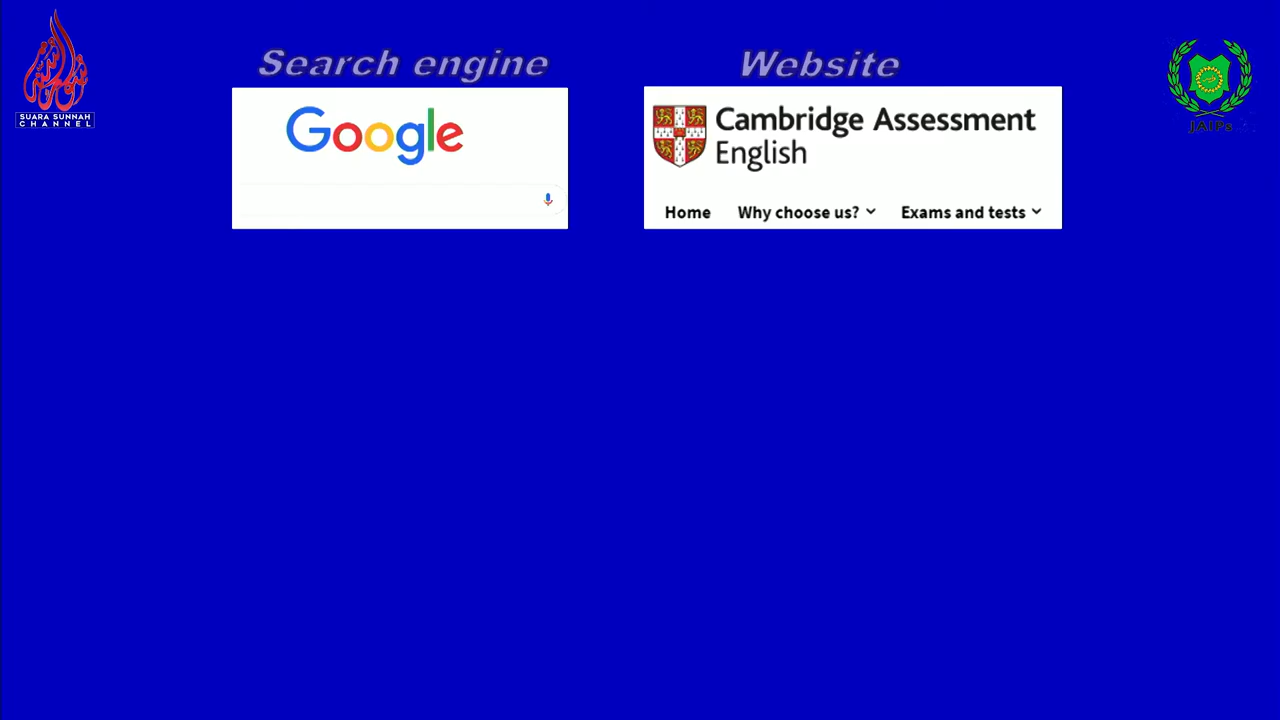 Search engine
Website
Google
Cambridge Assessment
English
Home Why choose us? Exams and tests
SUARA SUNNAH
CHANNEL
JAIPs